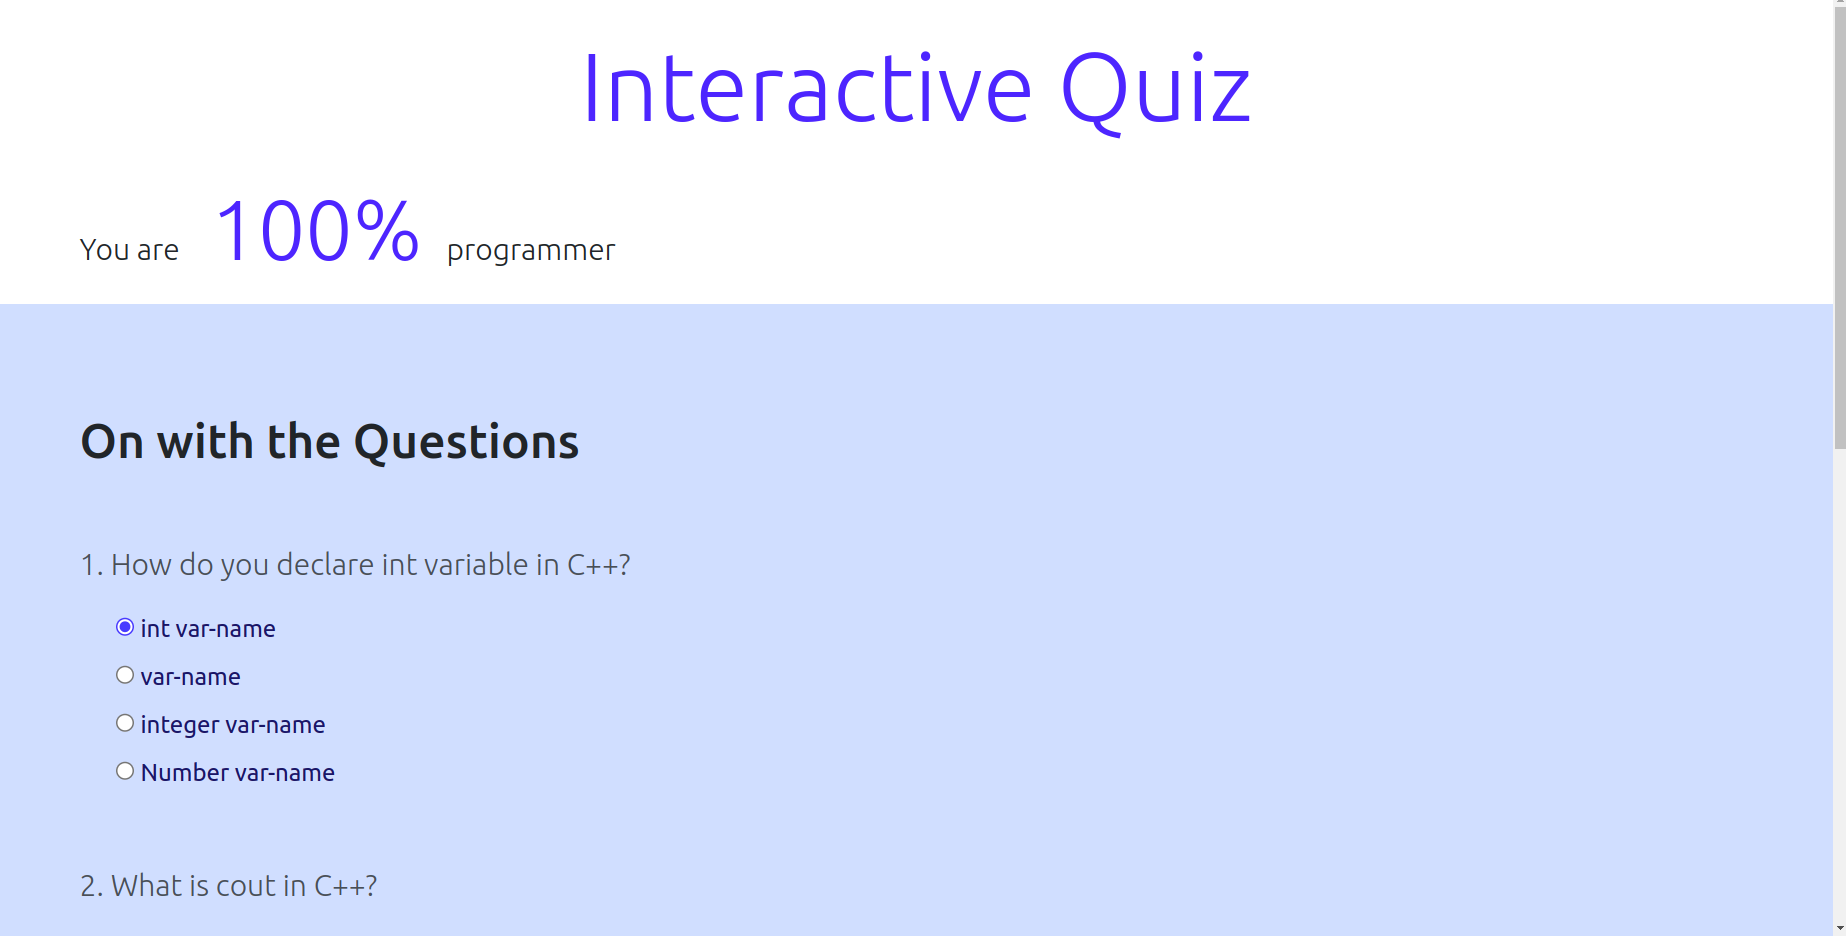 Interactive Quiz
You are 100% programmer
On with the Questions
1. How do you declare int variable in C++?
int var-name
var-name
integer var-name
Number var-name
2. What is cout in C++?